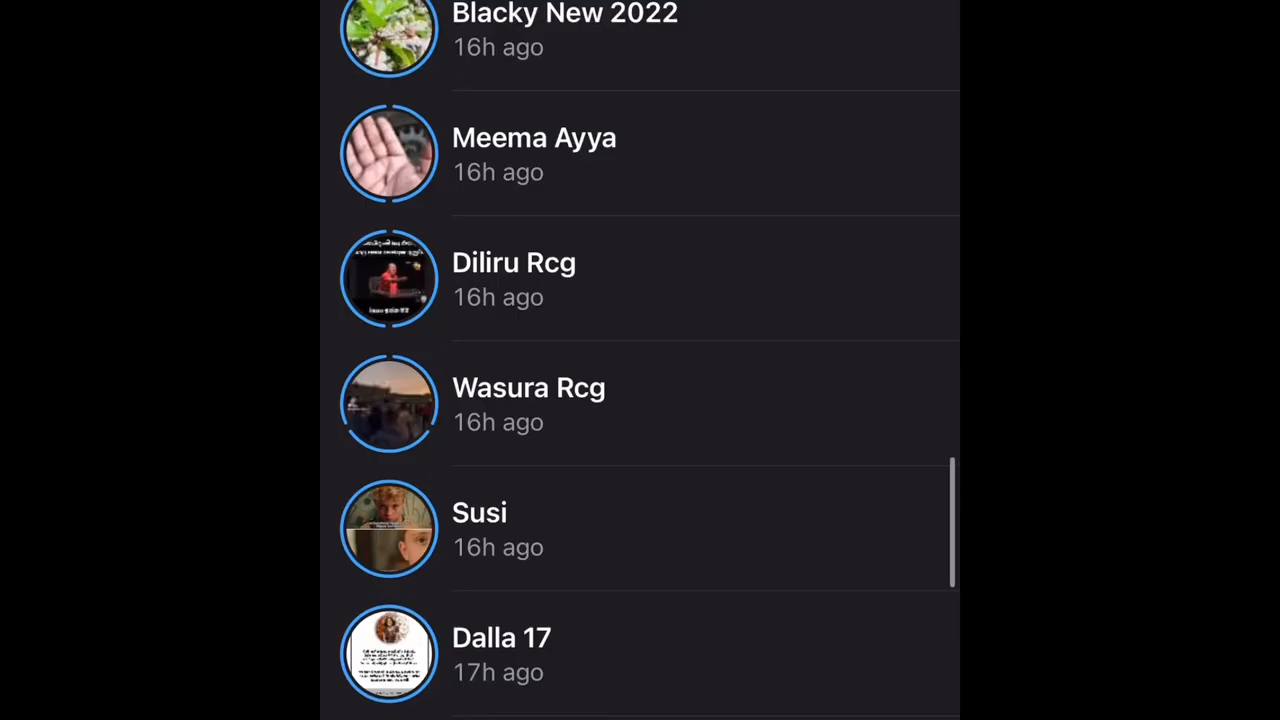 Blacky New 2022
16h ago
Meema Ayya
16h ago
Diliru Rcg
16h ago
Wasura Rcg
16h ago
Susi
16h ago
Dalla 17
17h ago